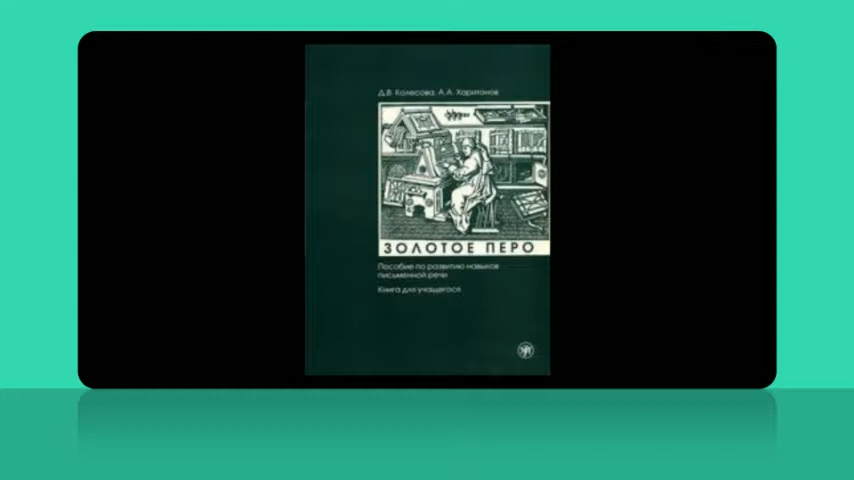 Д.В. Колесова, А.А. Харитонов
ЗОЛОТОЕ ПЕРО
Пособие по развитию навыков
письменной речи
Книга для учащегося